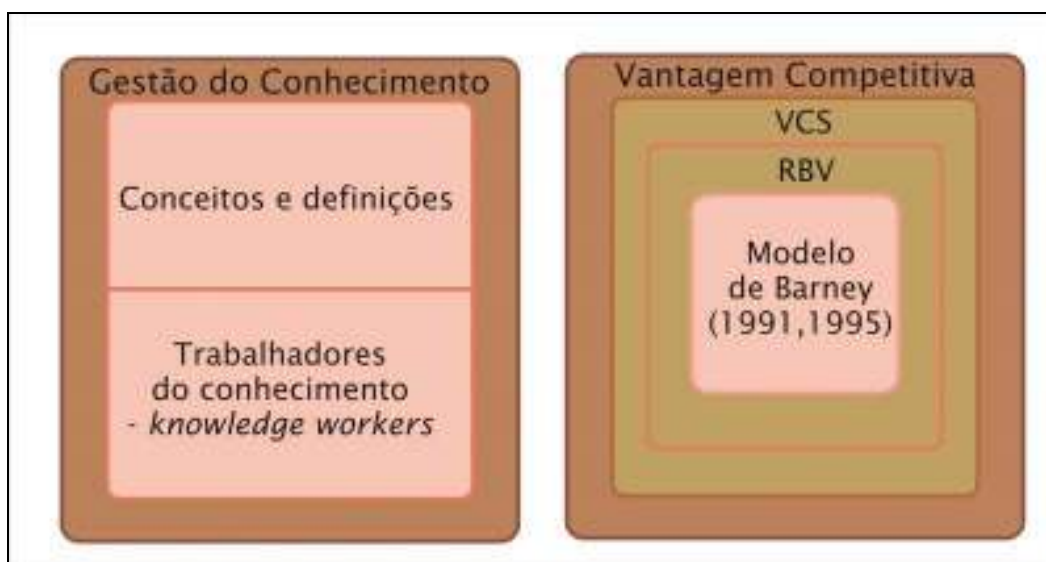 Gestão do Conhecimento
Conceitos e definições
Trabalhadores
do conhecimento
- knowledge workers
Vantagem Competitiva
VCS
RBV
Modelo
de Barney
(1991,1995)